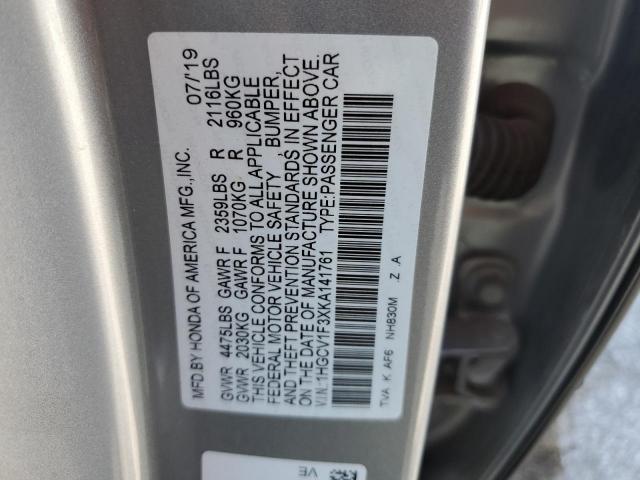 MFD.BY HONDA OF AMERICA MFG.,INC. 07/'19
GVWR 4475LBS GAWR F 2359LBS R 2116LBS
GVWR 2030KG GAWR F 1070KG R 960KG
THIS VEHICLE CONFORMS TO ALL APPLICABLE
FEDERAL MOTOR VEHICLE SAFETY , BUMPER,
AND THEFT PREVENTION STANDARDS IN EFFECT
ON THE DATE OF MANUFACTURE SHOWN ABOVE.
V.I.N.:1HGCV1F3XKA141761 TYPE:PASSENGER CAR
TVA K AF6 NH830M .Z .A
VE